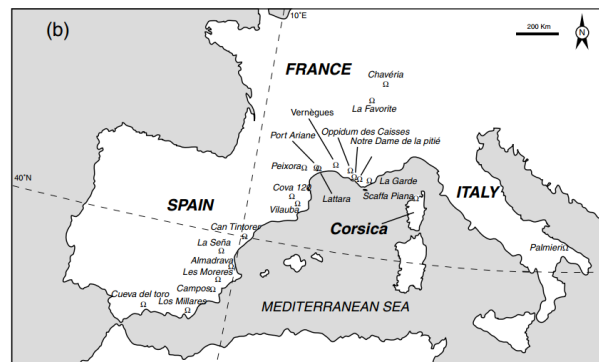 (b)
10°E
200 Km
N
FRANCE
Chavéria
La Favorite
Vernègues
Oppidum des Caisses
Port Ariane
Notre Dame de la pitié
Peixora
La Garde
40°N
Cova 120
Lattara
Scaffa Piana
ITALY
SPAIN
Vilauba
Corsica
Can Tintorer
La Seña
Palmieri
Almadrava
Les Moreres
Campos
Cueva del toro
Los Millares
MEDITERRANEAN SEA